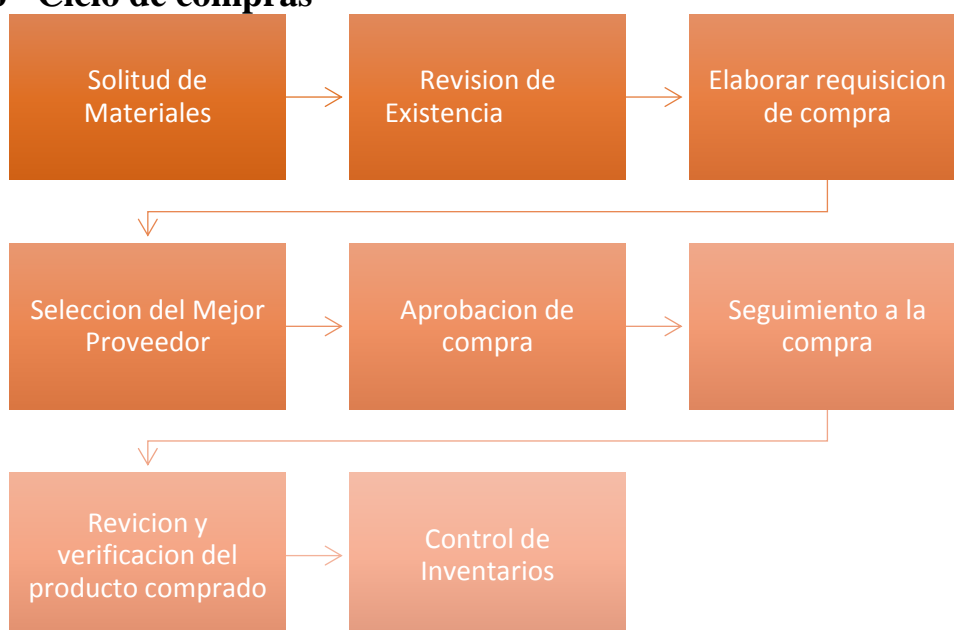 Ciclo de compras
Solitud de
Materiales
Revision de
Existencia
Elaborar requisicion
de compra
Seleccion del Mejor
Proveedor
Aprobacion de
compra
Seguimiento a la
compra
Revicion y
verificacion del
producto comprado
Control de
Inventarios